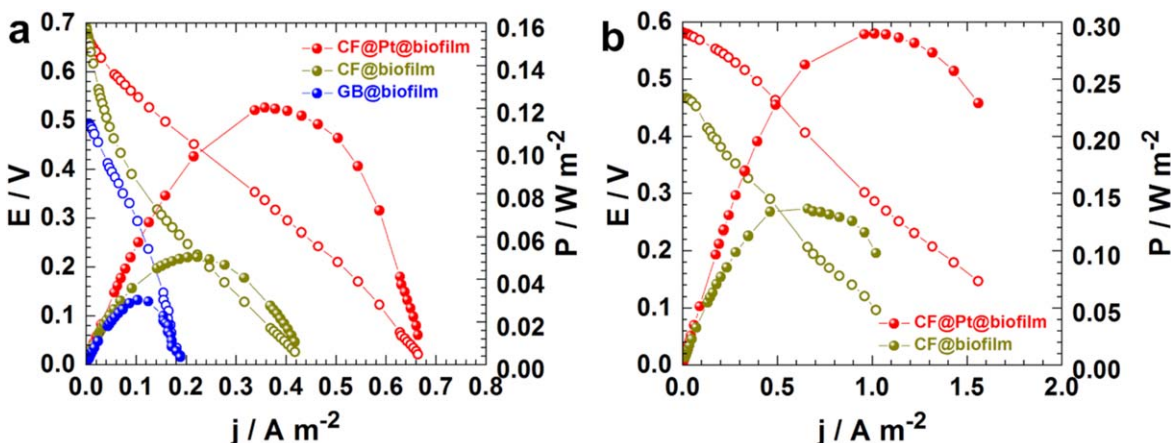 a
CF@Pt@biofilm
CF@biofilm
GB@biofilm
E / V
0.7
0.6
0.5
0.4
0.3
0.2
0.1
0.0
0.0 0.1 0.2 0.3 0.4 0.5 0.6 0.7 0.8
j / A m-2
0.16
0.14
0.12
0.10
0.08
0.06
0.04
0.02
0.00
P / W m-2
b
CF@Pt@biofilm
CF@biofilm
E / V
0.6
0.5
0.4
0.3
0.2
0.1
0.0
0.0 0.5 1.0 1.5 2.0
j / A m-2
0.30
0.25
0.20
0.15
0.10
0.05
0.00
P / W m-2